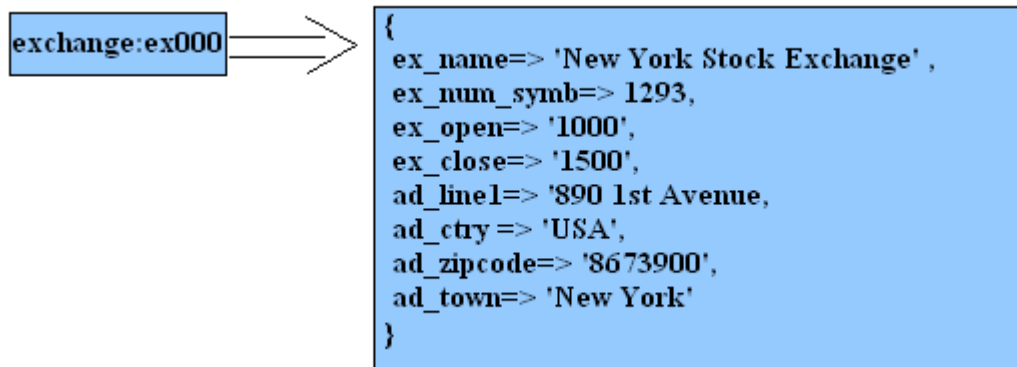 exchange:ex000
{
ex_name=> 'New York Stock Exchange' ,
ex_num_symb=> 1293,
ex_open=> '1000',
ex_close=> '1500',
ad_line1=> '890 1st Avenue,
ad_ctry => 'USA',
ad_zipcode=> '8673900',
ad_town=> 'New York'
}